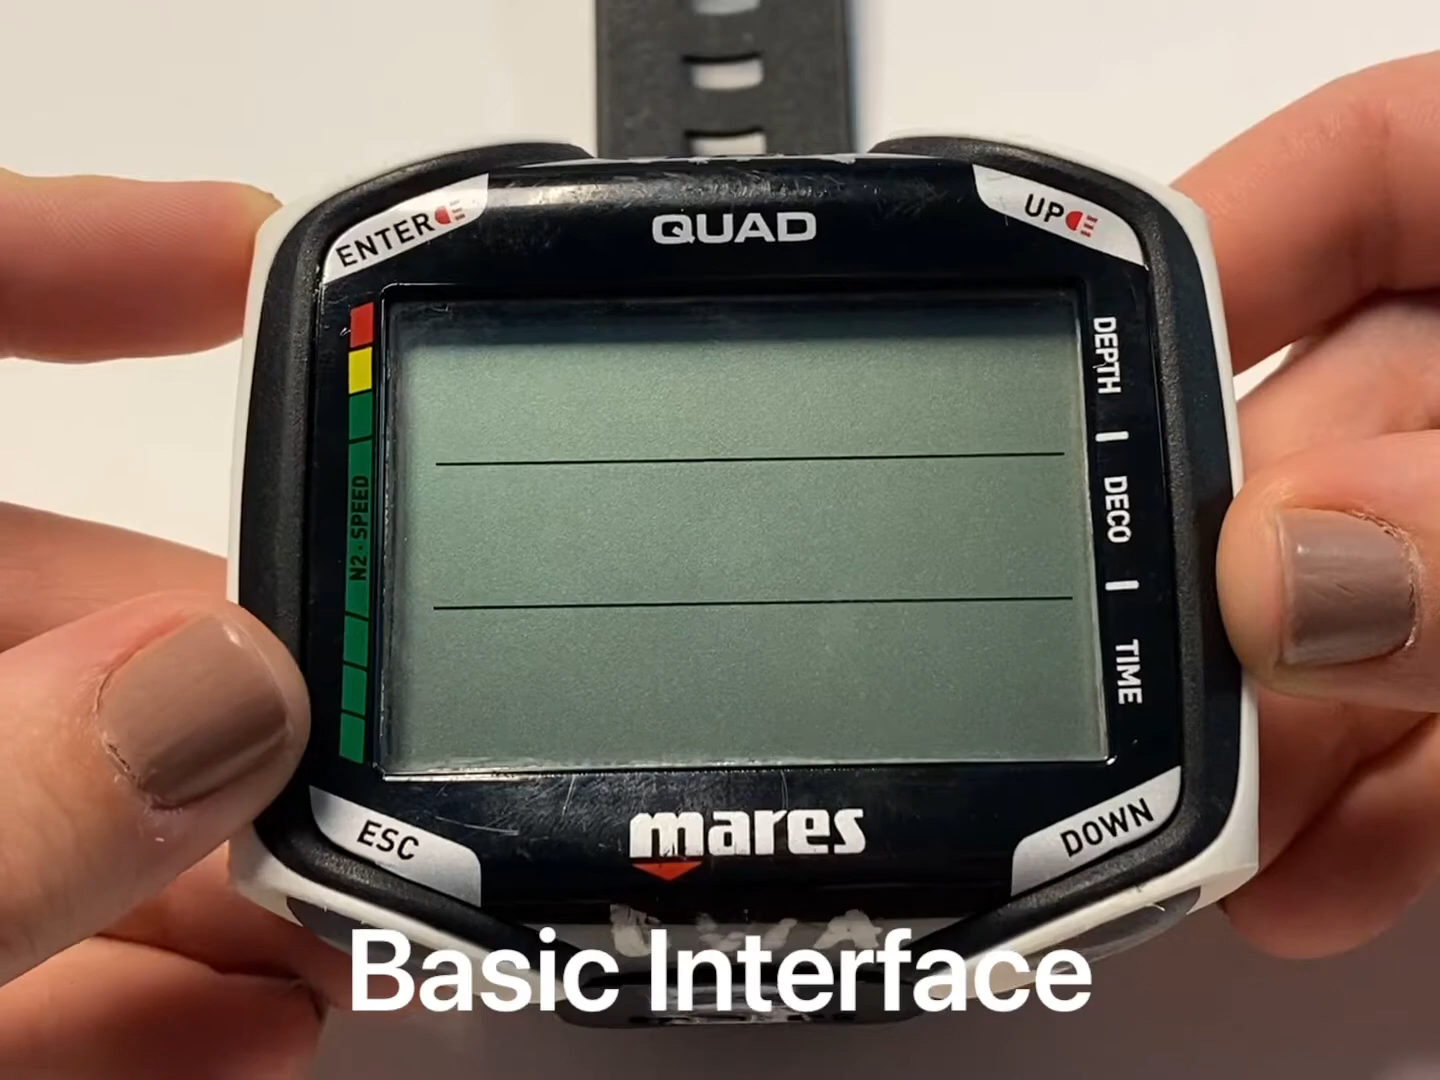 ENTER
QUAD
UP
DEPTH
DECO
TIME
N2 · SPEED
ESC
mares
DOWN
Basic Interface